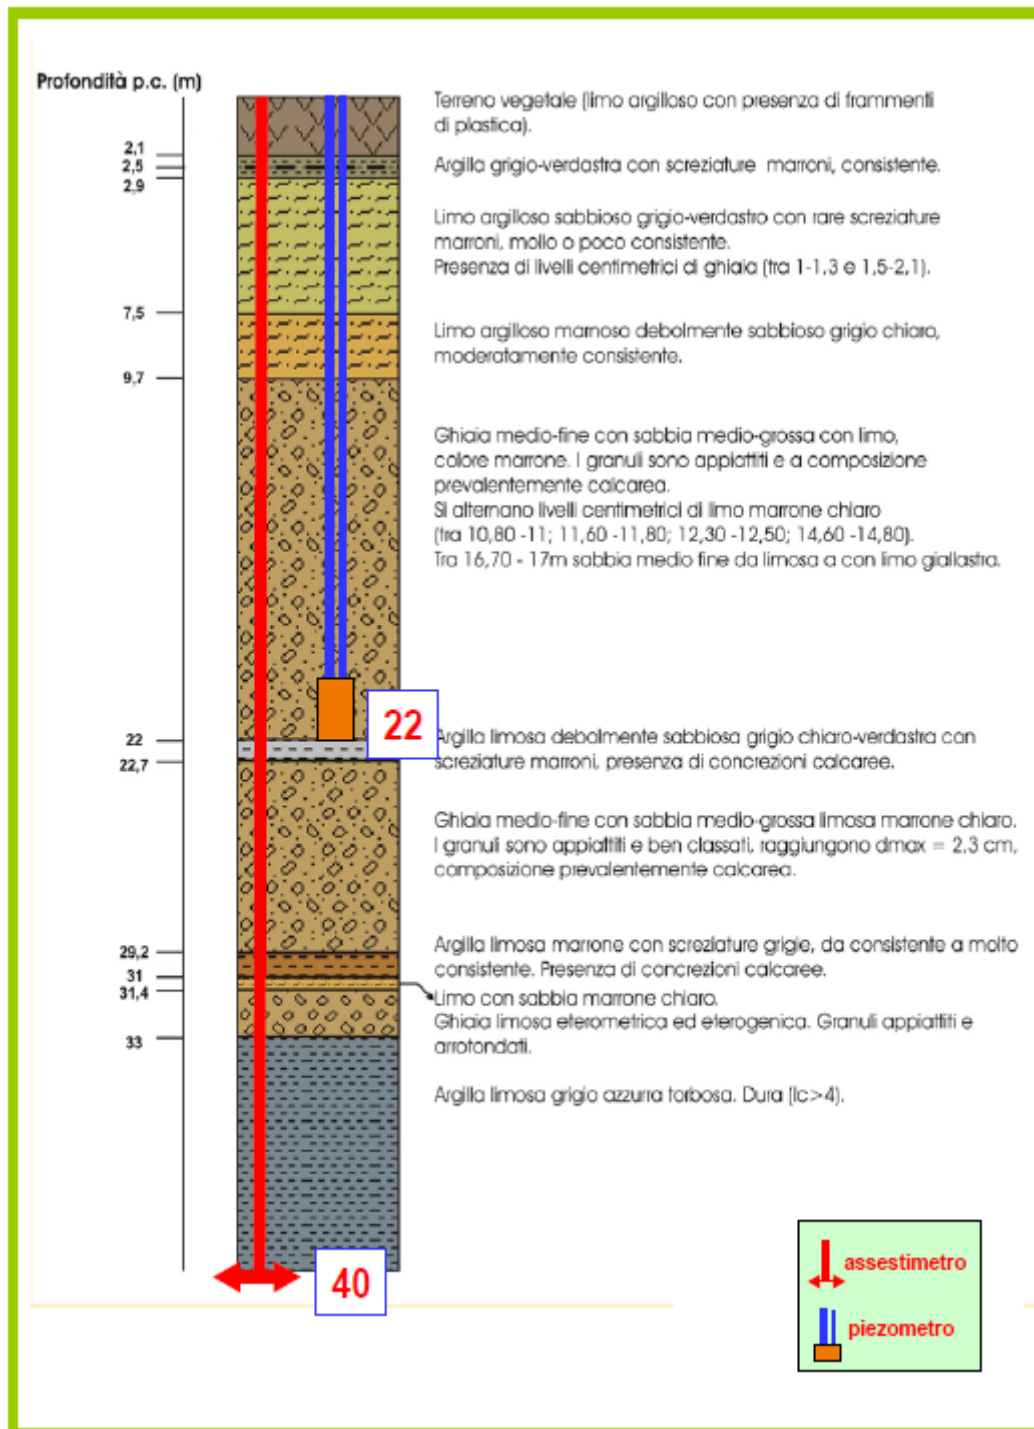 Profondità p.c. (m)
Terreno vegetale (limo argilloso con presenza di frammenti
di plastica).
2,1
2,5
Argilla grigio-verdastra con screziature marroni, consistente.
2,9
Limo argilloso sabbioso grigio-verdastro con rare screziature
marroni, mollo o poco consistente.
Presenza di livelli centimetrici di ghiaia (tra 1-1,3 e 1,5-2,1).
7,5
Limo argilloso marnoso debolmente sabbioso grigio chiaro,
moderatamente consistente.
9,7
Ghiaia medio-fine con sabbia medio-grossa con limo,
colore marrone. I granuli sono appiattiti e a composizione
prevalentemente calcarea.
Si alternano livelli centimetrici di limo marrone chiaro
(tra 10,80 -11; 11,60 -11,80; 12,30 -12,50; 14,60 -14,80).
Tra 16,70 - 17m sabbia medio fine da limosa a con limo giallastra.
22
22
Argilla limosa debolmente sabbiosa grigio chiaro-verdastra con
22,7
screziature marroni, presenza di concrezioni calcaree.
Ghiaia medio-fine con sabbia medio-grossa limosa marrone chiaro.
I granuli sono appiattiti e ben classati, raggiungono dmax = 2,3 cm,
composizione prevalentemente calcarea.
29,2
Argilla limosa marrone con screziature grigie, da consistente a molto
consistente. Presenza di concrezioni calcaree.
31
31,4
Limo con sabbia marrone chiaro.
Ghiaia limosa eterometrica ed eterogenica. Granuli appiattiti e
arrotondati.
33
Argilla limosa grigio azzurra torbosa. Dura (Ic>4).
40
assestimetro
piezometro